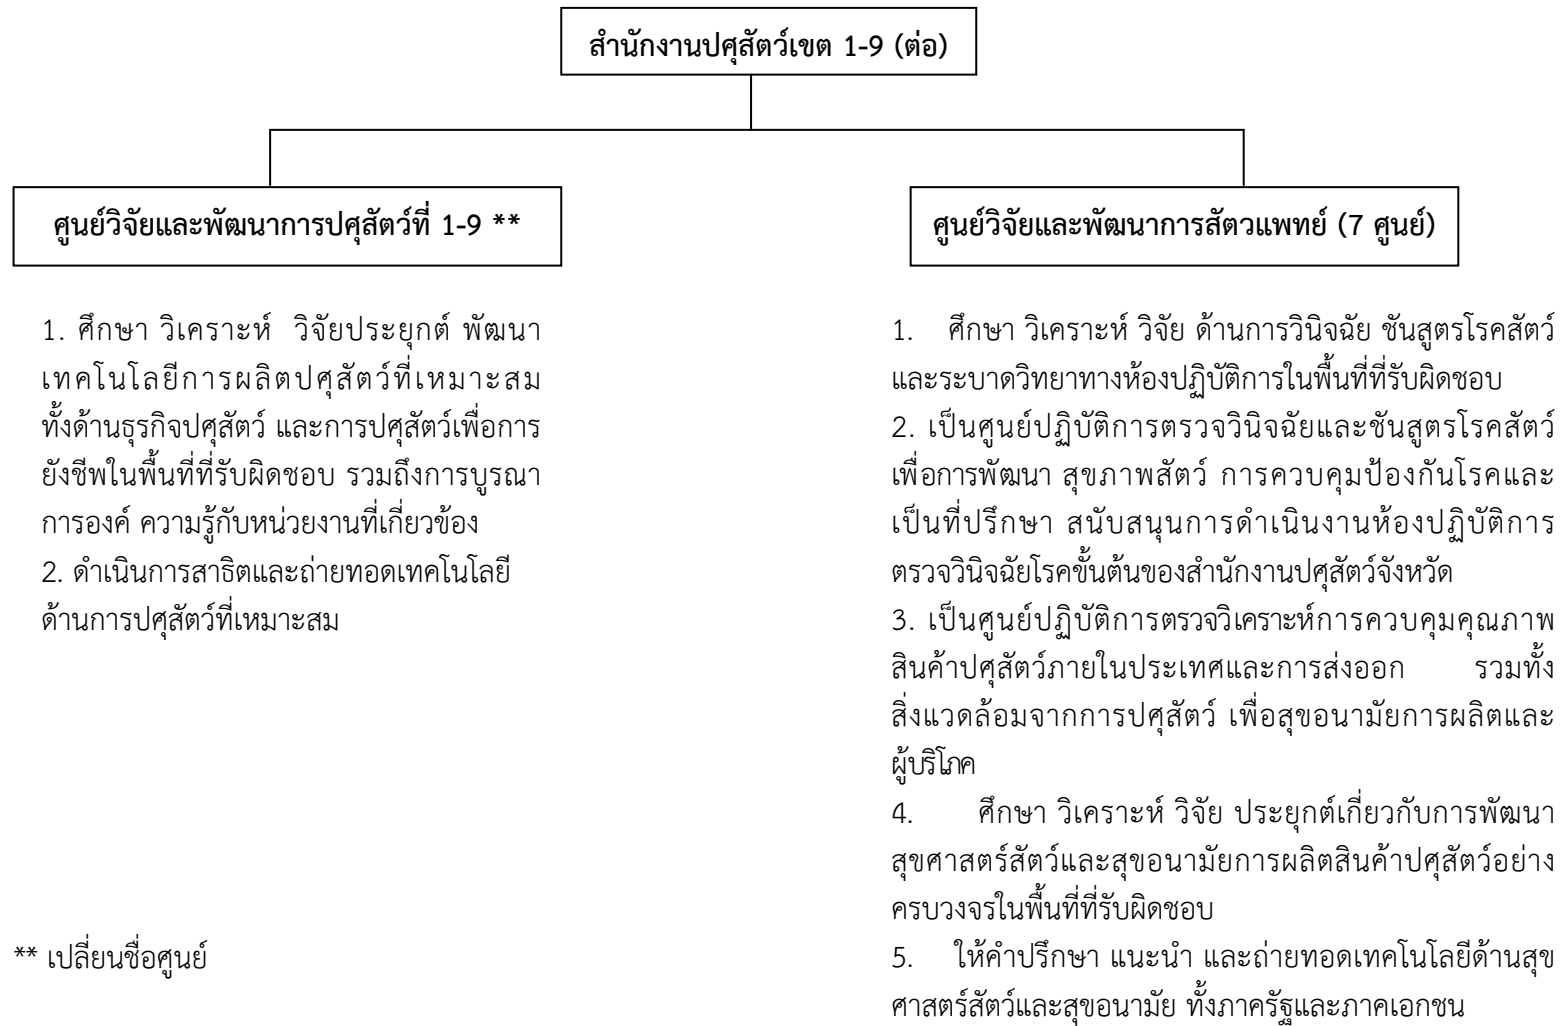 สำนักงานปศุสัตว์เขต 1-9 (ต่อ)
ศูนย์วิจัยและพัฒนาการปศุสัตว์ที่ 1-9 **
1. ศึกษา วิเคราะห์ วิจัยประยุกต์ พัฒนา
เทคโนโลยีการผลิตปศุสัตว์ที่เหมาะสม
ทั้งด้านธุรกิจปศุสัตว์ และการปศุสัตว์เพื่อการ
ยังชีพในพื้นที่ที่รับผิดชอบ รวมถึงการบูรณา
การองค์ ความรู้กับหน่วยงานที่เกี่ยวข้อง
2. ดำเนินการสาธิตและถ่ายทอดเทคโนโลยี
ด้านการปศุสัตว์ที่เหมาะสม
** เปลี่ยนชื่อศูนย์
ศูนย์วิจัยและพัฒนาการสัตวแพทย์ (7 ศูนย์)
1. ศึกษา วิเคราะห์ วิจัย ด้านการวินิจฉัย ชันสูตรโรคสัตว์
และระบาดวิทยาทางห้องปฏิบัติการในพื้นที่ที่รับผิดชอบ
2. เป็นศูนย์ปฏิบัติการตรวจวินิจฉัยและชันสูตรโรคสัตว์
เพื่อการพัฒนา สุขภาพสัตว์ การควบคุมป้องกันโรคและ
เป็นที่ปรึกษา สนับสนุนการดำเนินงานห้องปฏิบัติการ
ตรวจวินิจฉัยโรคขั้นต้นของสำนักงานปศุสัตว์จังหวัด
3. เป็นศูนย์ปฏิบัติการตรวจวิเคราะห์การควบคุมคุณภาพ
สินค้าปศุสัตว์ภายในประเทศและการส่งออก รวมทั้ง
สิ่งแวดล้อมจากการปศุสัตว์ เพื่อสุขอนามัยการผลิตและ
ผู้บริโภค
4. ศึกษา วิเคราะห์ วิจัย ประยุกต์เกี่ยวกับการพัฒนา
สุขศาสตร์สัตว์และสุขอนามัยการผลิตสินค้าปศุสัตว์อย่าง
ครบวงจรในพื้นที่ที่รับผิดชอบ
5. ให้คำปรึกษา แนะนำ และถ่ายทอดเทคโนโลยีด้านสุข
ศาสตร์สัตว์และสุขอนามัย ทั้งภาครัฐและภาคเอกชน